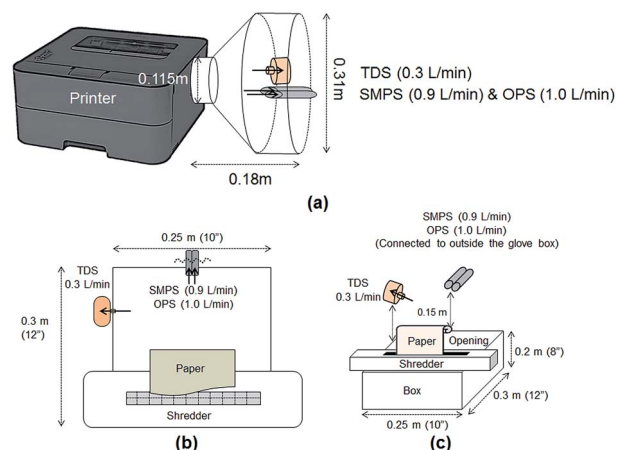 0.115m
Printer
0.31m
TDS (0.3 L/min)
SMPS (0.9 L/min) & OPS (1.0 L/min)
0.18m
(a)
0.25 m (10")
TDS
0.3 L/min
SMPS (0.9 L/min)
OPS (1.0 L/min)
0.3 m
(12")
Paper
Shredder
(b)
SMPS (0.9 L/min)
OPS (1.0 L/min)
(Connected to outside the glove box)
TDS
0.3 L/min
0.15 m
Paper
Opening
Shredder
0.2 m (8")
Box
0.3 m (12")
0.25 m (10")
(c)